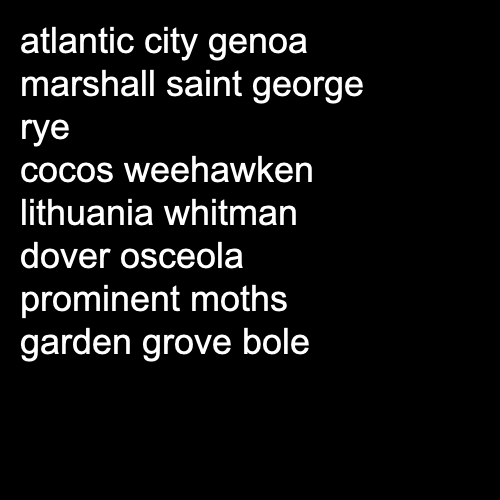 atlantic city genoa
marshall saint george
rye
cocos weehawken
lithuania whitman
dover osceola
prominent moths
garden grove bole